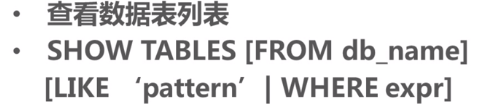 • 查看数据表列表
• SHOW TABLES [FROM db_name]
[LIKE ‘pattern’ | WHERE expr]